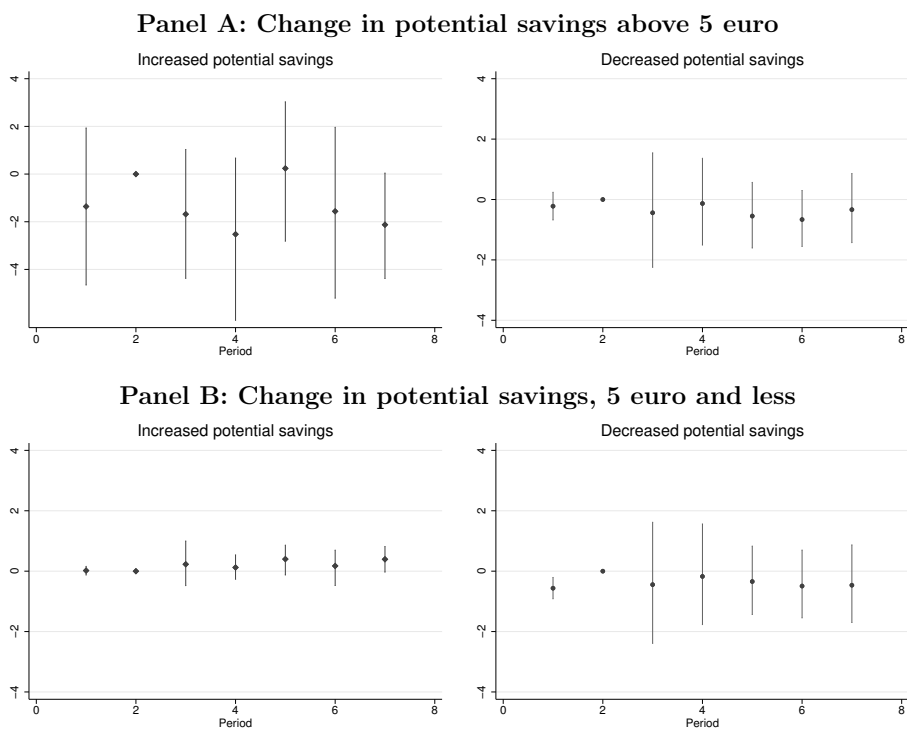 Panel A: Change in potential savings above 5 euro
Increased potential savings
4
2
0
−2
−4
0 2 4 6 8
Period
Decreased potential savings
4
2
0
−2
−4
0 2 4 6 8
Period
Panel B: Change in potential savings, 5 euro and less
Increased potential savings
4
2
0
−2
−4
0 2 4 6 8
Period
Decreased potential savings
4
2
0
−2
−4
0 2 4 6 8
Period